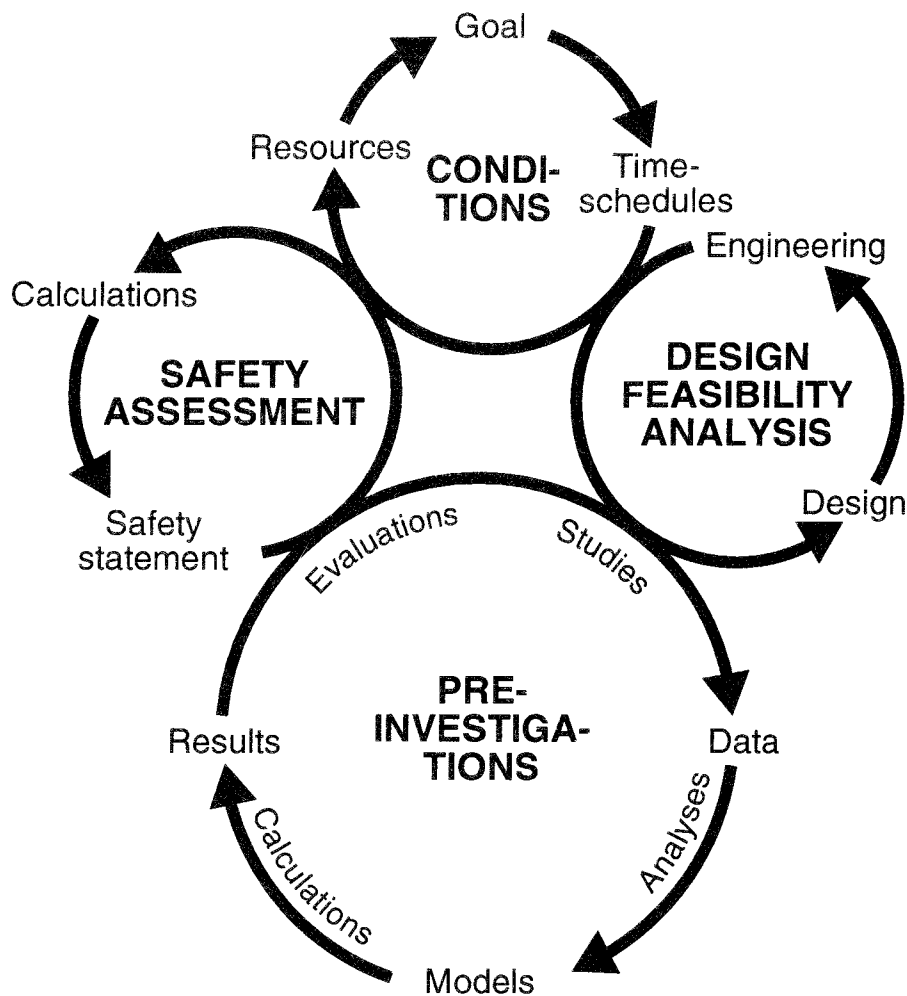 Goal
Resources
CONDI-
TIONS
Time-
schedules
Engineering
Calculations
SAFETY
ASSESSMENT
DESIGN
FEASIBILITY
ANALYSIS
Safety
statement
Design
Evaluations
Studies
PRE-
INVESTIGA-
TIONS
Results
Data
Calculations
Analyses
Models